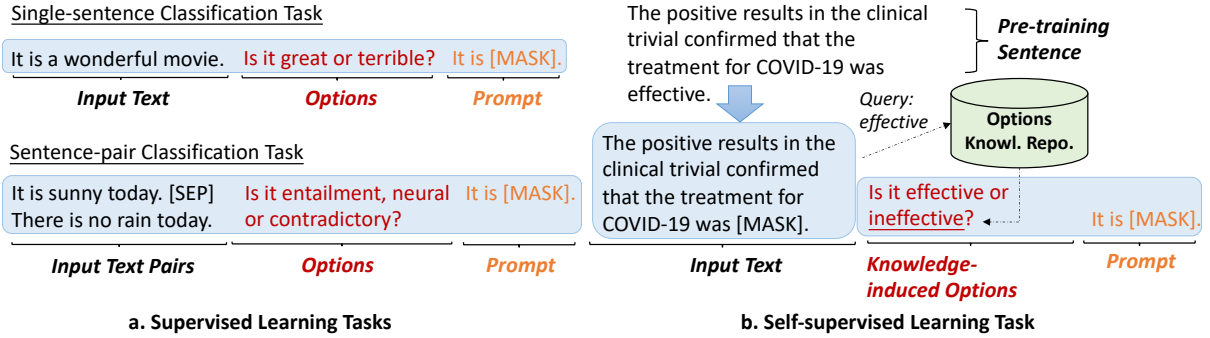 Single-sentence Classification Task
It is a wonderful movie. Is it great or terrible? It is [MASK].
Input Text Options Prompt
Sentence-pair Classification Task
It is sunny today. [SEP] Is it entailment, neural It is [MASK].
There is no rain today. or contradictory?
Input Text Pairs Options Prompt
a. Supervised Learning Tasks
The positive results in the clinical
trivial confirmed that the
treatment for COVID-19 was
effective.
Pre-training
Sentence
Query:
effective
Options
Knowl. Repo.
The positive results in the
clinical trivial confirmed
that the treatment for
COVID-19 was [MASK].
Is it effective or
ineffective? It is [MASK].
Input Text Knowledge-
induced Options
Prompt
b. Self-supervised Learning Task